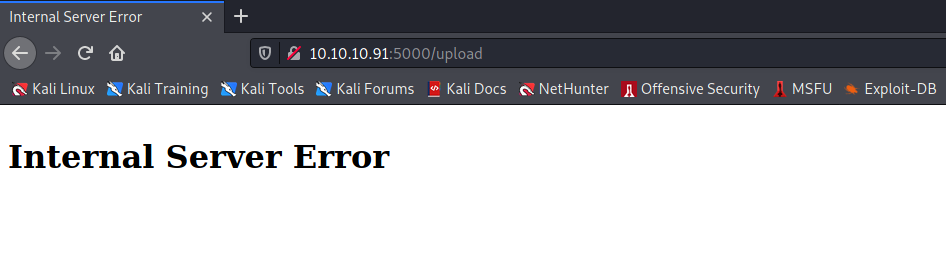 Internal Server Error
10.10.10.91:5000/upload
Kali Linux Kali Training Kali Tools Kali Forums Kali Docs NetHunter Offensive Security MSFU Exploit-DB
Internal Server Error